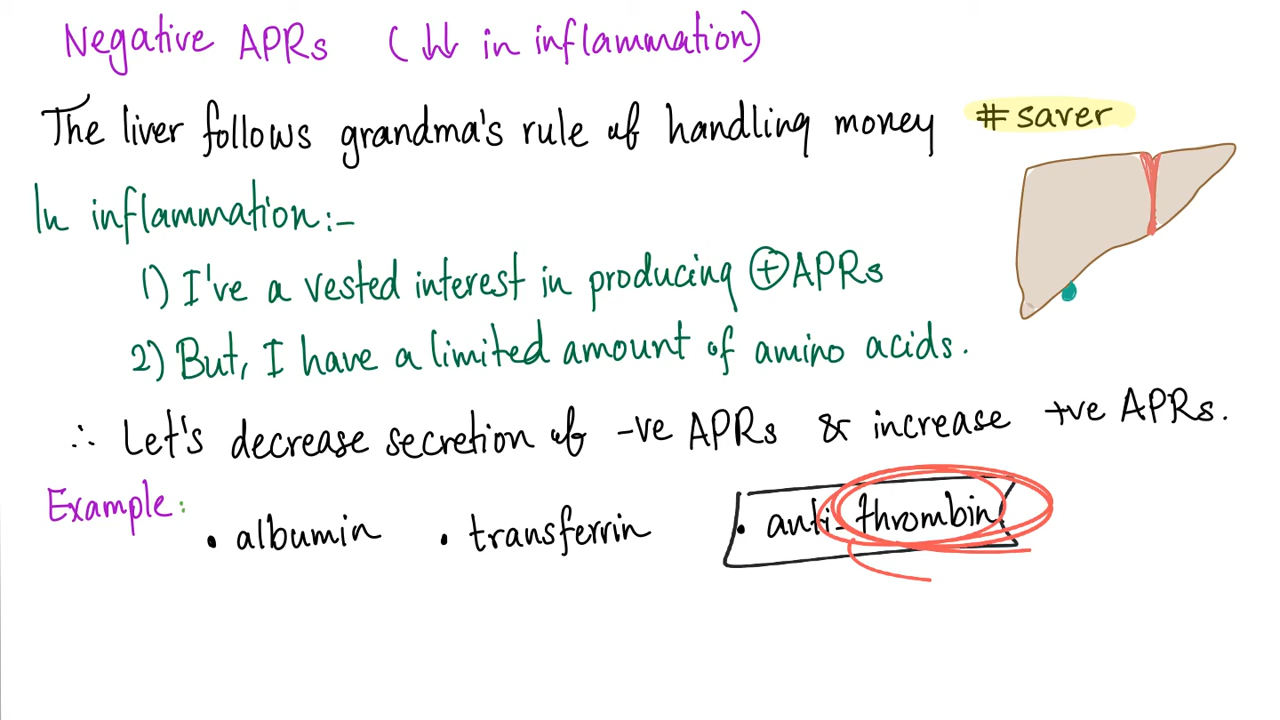 Negative APRs (↓↓ in inflammation)
The liver follows grandma's rule of handling money #saver
In inflammation:-
1) I've a vested interest in producing ⊕APRs
2) But, I have a limited amount of amino acids.
∴ Let's decrease secretion of -ve APRs & increase +ve APRs.
Example:
• albumin • transferrin • anti-thrombin